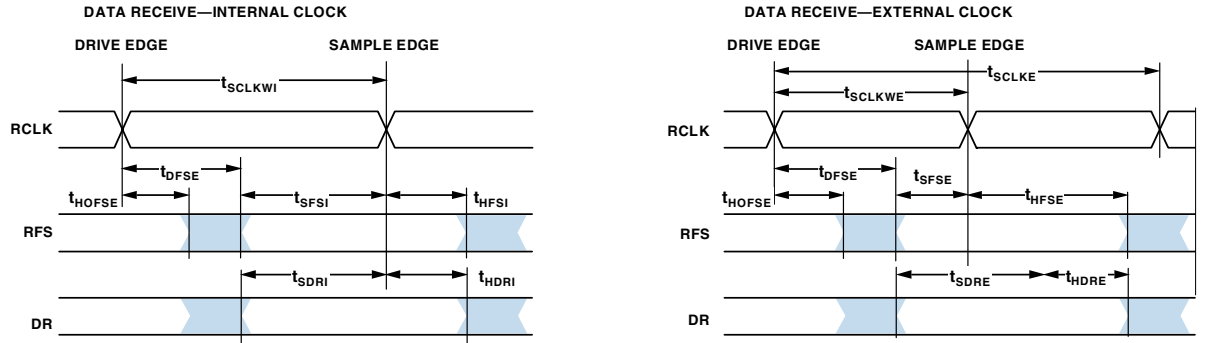 DATA RECEIVE—INTERNAL CLOCK
DRIVE EDGE
SAMPLE EDGE
tSCLKWI
RCLK
tDFSE
tHOFSE
tSFSI
tHFSI
RFS
tSDRI
tHDRI
DR
DATA RECEIVE—EXTERNAL CLOCK
DRIVE EDGE
SAMPLE EDGE
tSCLKE
tSCLKWE
RCLK
tDFSE
tSFSE
tHOFSE
tHFSE
RFS
tSDRE
tHDRE
DR